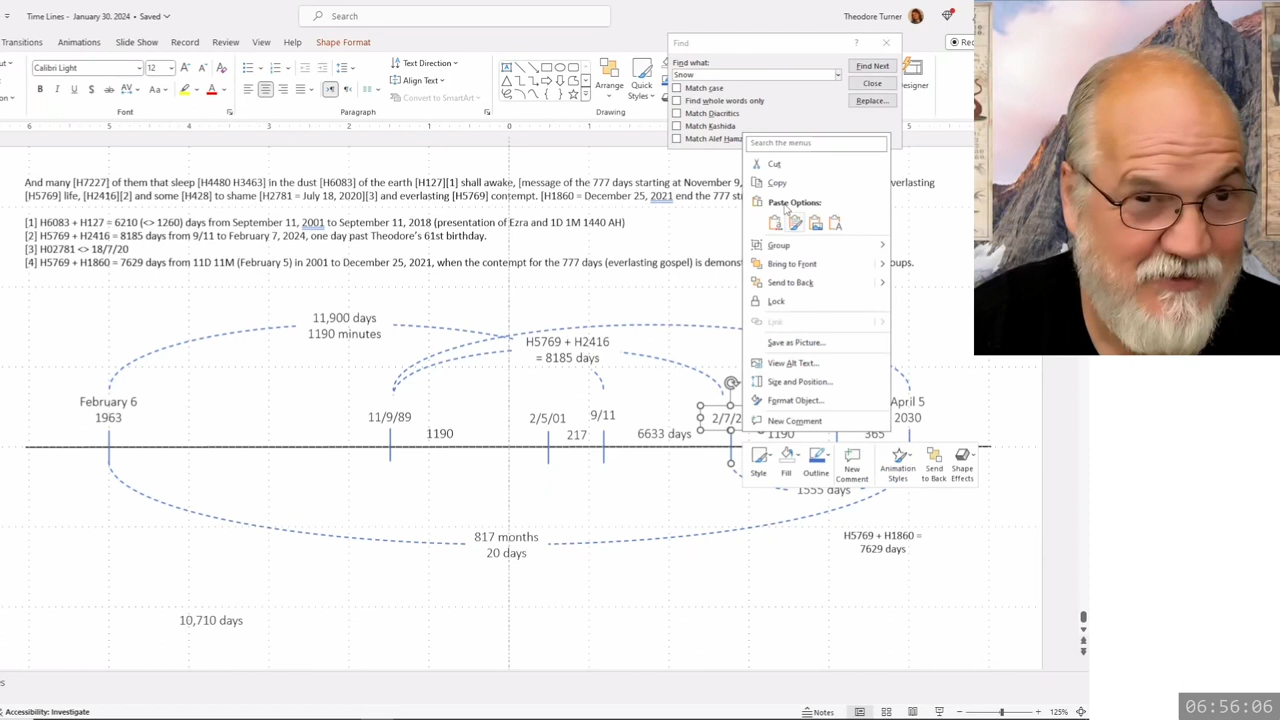 Time Lines - January 30. 2024 • Saved
Search
Theodore Turner
Transitions Animations Slide Show Record Review View Help Shape Format
Calibri Light 12
Text Direction
Align Text
Convert to SmartArt
Arrange
Quick Styles
Paragraph
Drawing
Find
Find what:
Snow
Match case
Find whole words only
Match Diacritics
Match Kashida
Find Next
Close
Replace...
6 5 4 3 2 1 0 1 5
And many [H7227] of them that sleep [H4480 H3463] in the dust [H6083] of the earth [H127][1] shall awake, [message of the 777 days starting at November 9,
everlasting
[H5769] life, [H2416][2] and some [H428] to shame [H2781 = July 18, 2020][3] and everlasting [H5769] contempt. [H1860 = December 25, 2021 end the 777
[1] H6083 + H127 = 6210 (<> 1260) days from September 11, 2001 to September 11, 2018 (presentation of Ezra and 1D 1M 1440 AH)
[2] H5769 + H2416 = 8185 days from 9/11 to February 7, 2024, one day past Theodore's 61st birthday.
[3] H02781 <> 18/7/20
[4] H5769 + H1860 = 7629 days from 11D 11M (February 5) in 2001 to December 25, 2021, when the contempt for the 777 days (everlasting gospel) is
Search the menus
Cut
Copy
Paste Options:
Group
Bring to Front
Send to Back
Lock
Link
Save as Picture...
View Alt Text...
Size and Position...
Format Object...
New Comment
11,900 days
1190 minutes
H5769 + H2416
= 8185 days
February 6
1963
11/9/89
1190
2/5/01
217
9/11
6633 days
1190
365
April 5
2030
Style
Fill
Outline
New Comment
Animation Styles
Send to Back
Shape Effects
1555 days
817 months
20 days
H5769 + H1860 =
7629 days
10,710 days
Accessibility: Investigate
Notes
125%
06:56:06